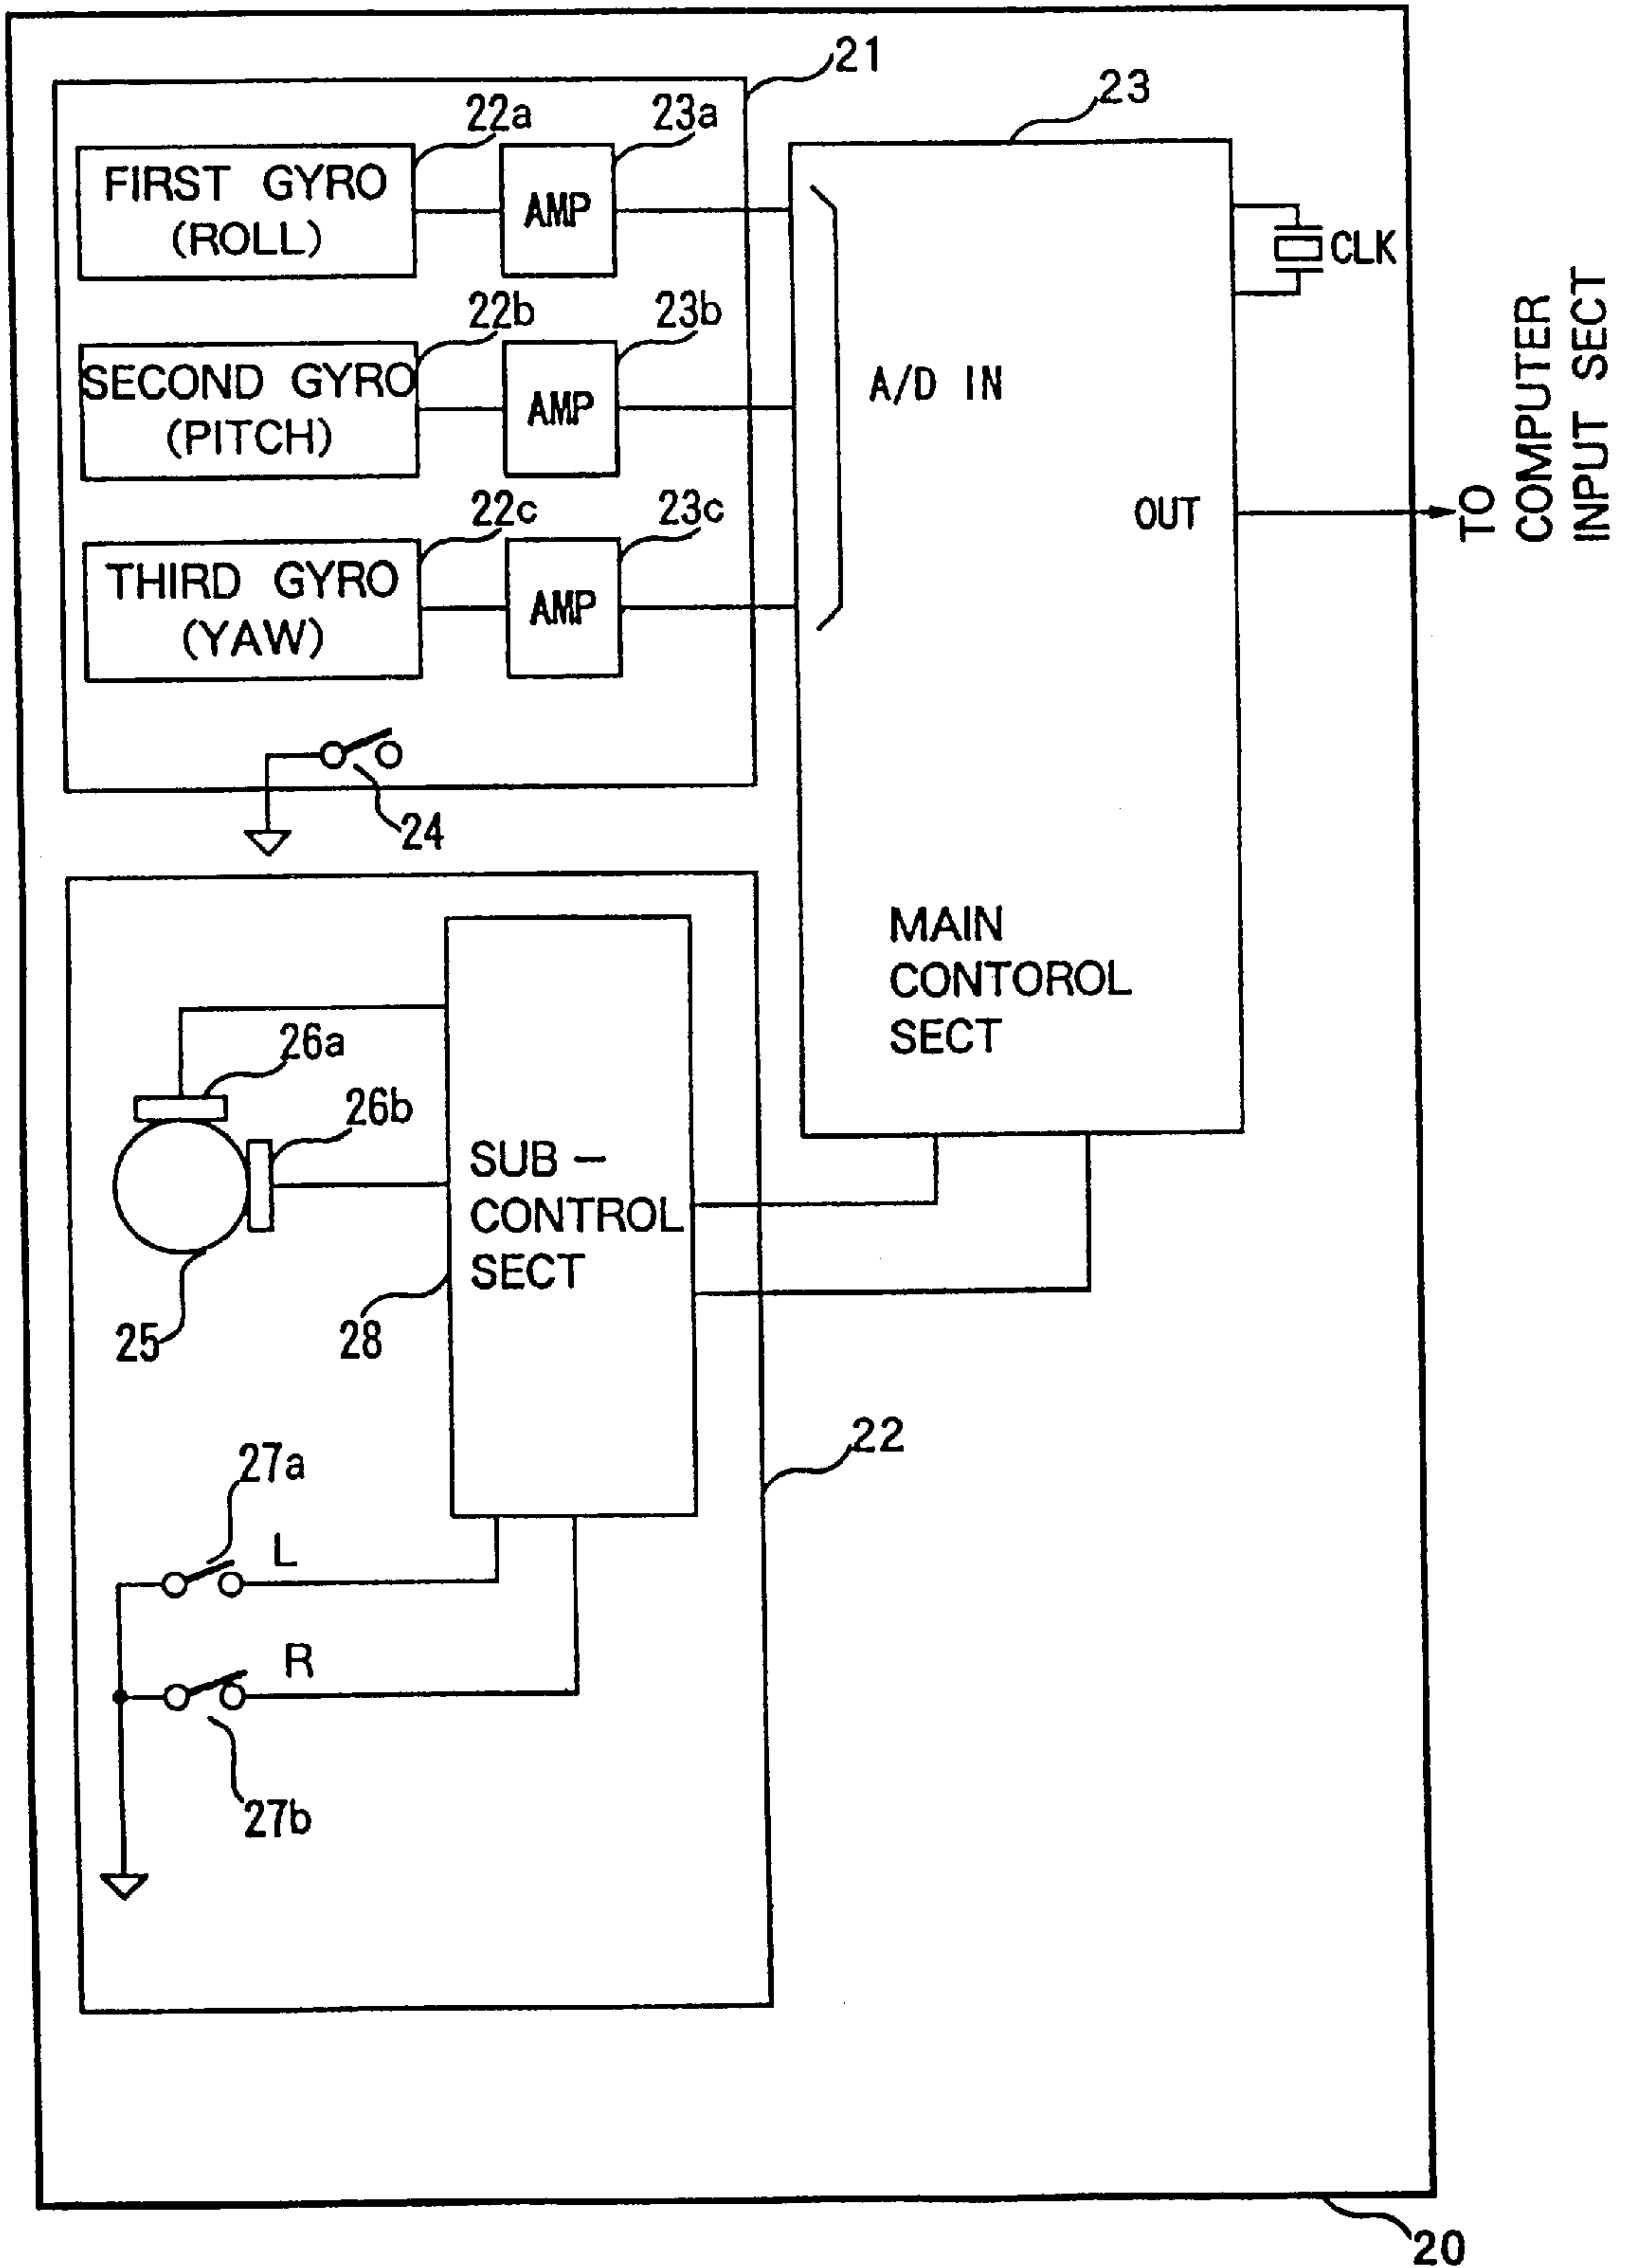 21
23
22a
23a
FIRST GYRO
(ROLL)
AMP
CLK
22b
23b
SECOND GYRO
(PITCH)
AMP
A/D IN
22c
23c
THIRD GYRO
(YAW)
AMP
OUT
TO
COMPUTER
INPUT SECT
24
MAIN
CONTOROL
SECT
26a
26b
SUB-
CONTROL
SECT
25
28
22
27a
L
R
27b
20